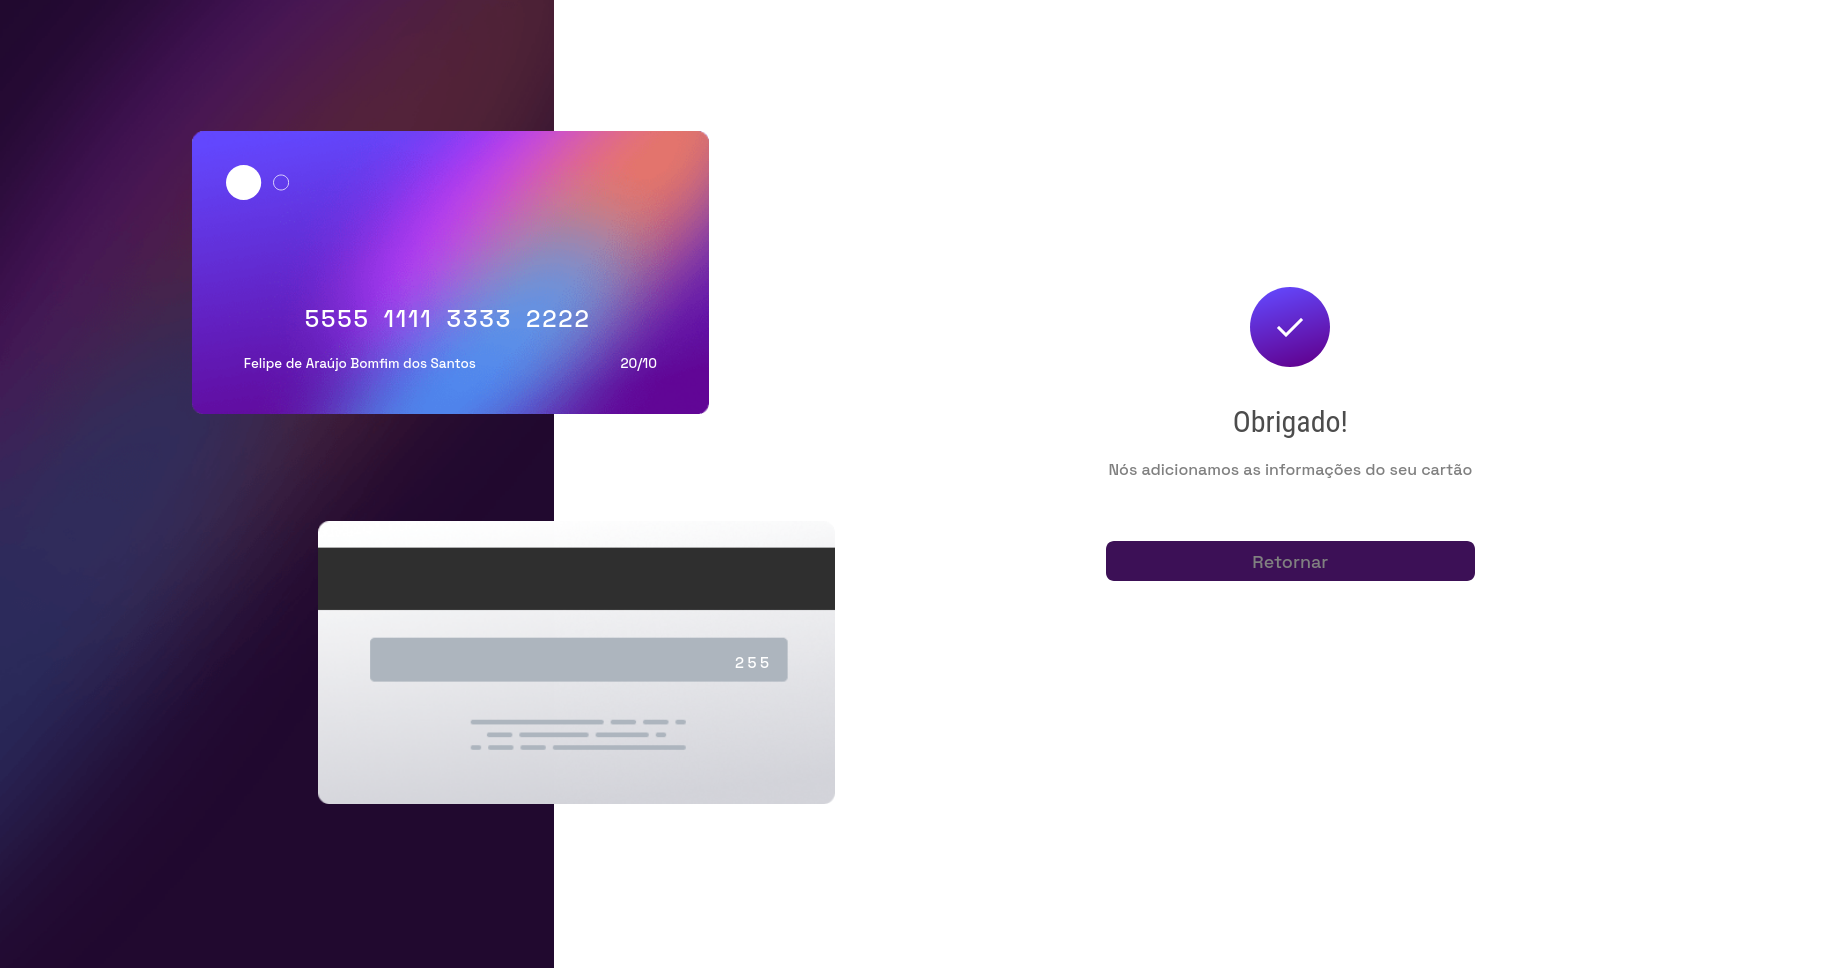 5555 1111 3333 2222
Felipe de Araújo Bomfim dos Santos 20/10
255
Obrigado!
Nós adicionamos as informações do seu cartão
Retornar